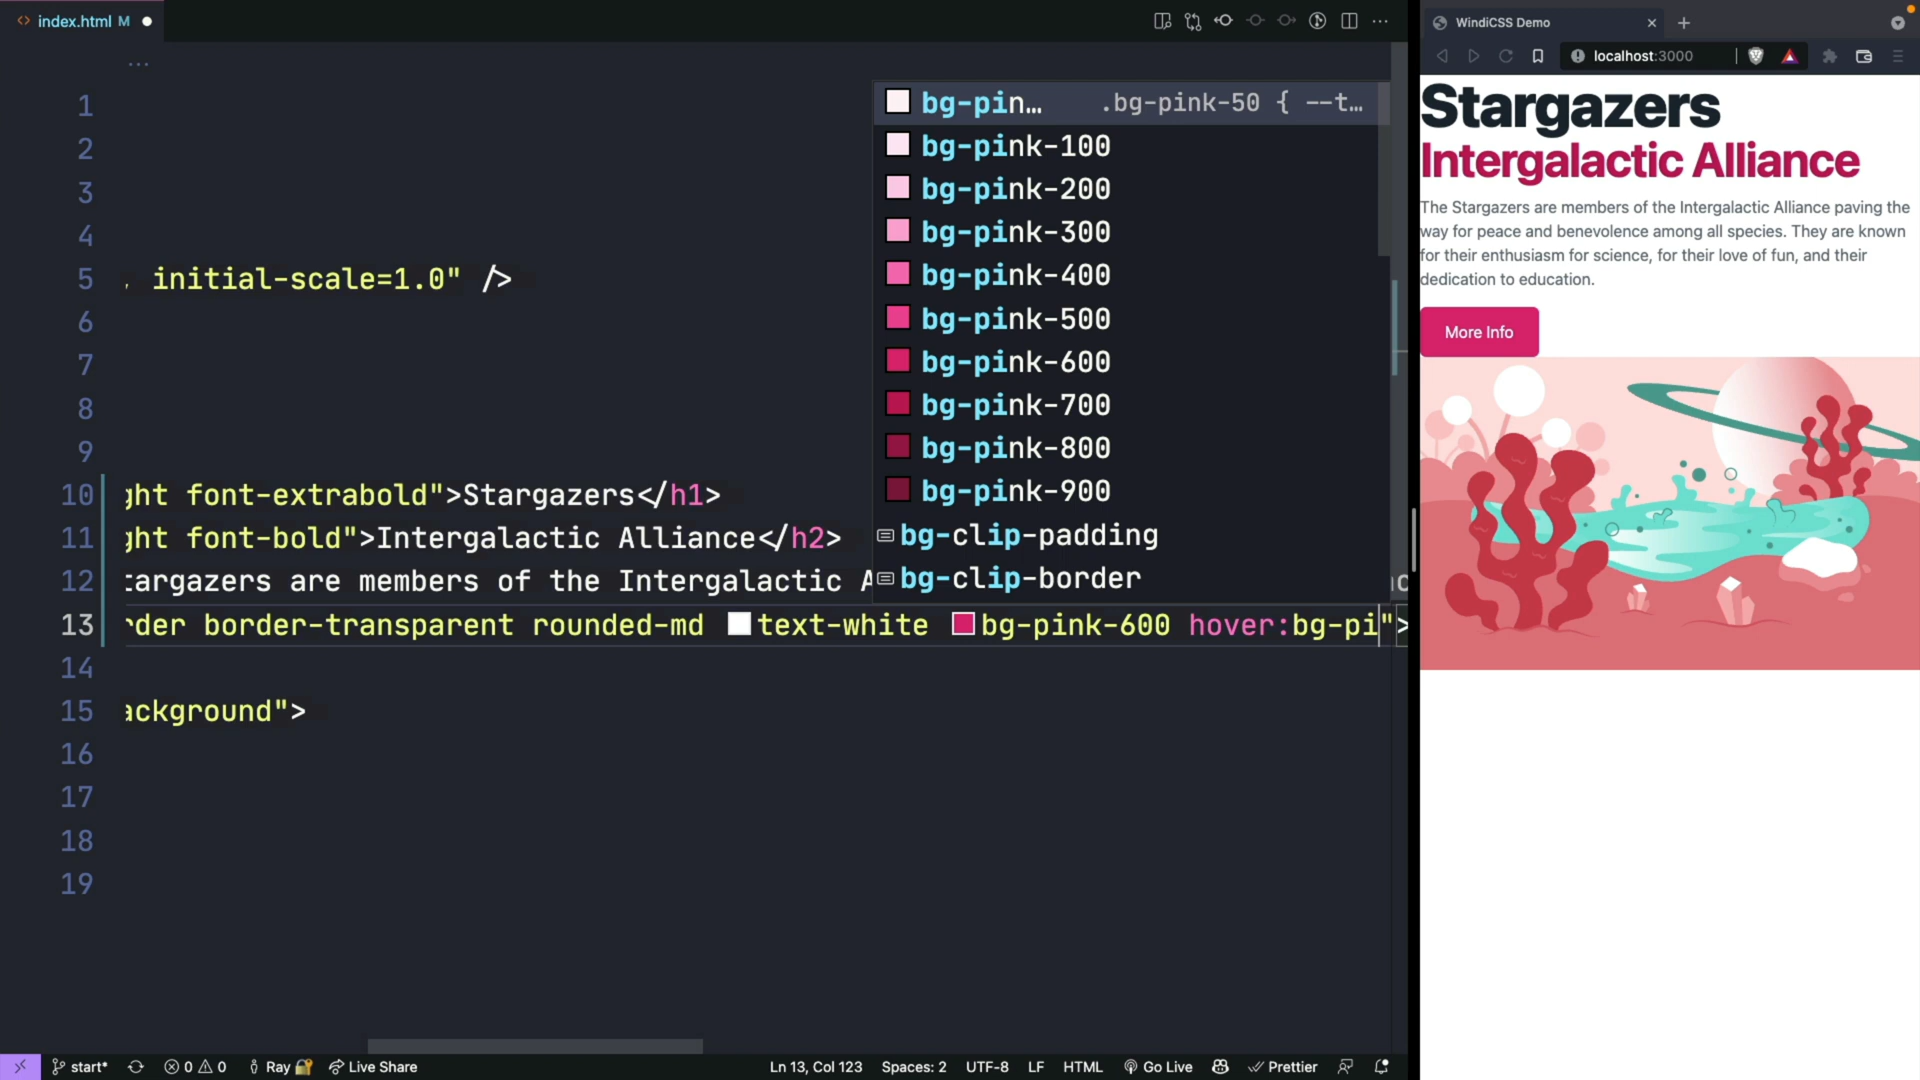 index.html M
...
1
2
3
4
5 , initial-scale=1.0" />
6
7
8
9
10 ght font-extrabold">Stargazers</h1>
11 ght font-bold">Intergalactic Alliance</h2>
12 targazers are members of the Intergalactic A
13 rder border-transparent rounded-md text-white bg-pink-600 hover:bg-pi">
14
15 ackground">
16
17
18
19
bg-pin… .bg-pink-50 { --t…
bg-pink-100
bg-pink-200
bg-pink-300
bg-pink-400
bg-pink-500
bg-pink-600
bg-pink-700
bg-pink-800
bg-pink-900
bg-clip-padding
bg-clip-border
start* 0 0 Ray Live Share Ln 13, Col 123 Spaces: 2 UTF-8 LF HTML Go Live Prettier
WindiCSS Demo
localhost:3000
Stargazers
Intergalactic Alliance
The Stargazers are members of the Intergalactic Alliance paving the
way for peace and benevolence among all species. They are known
for their enthusiasm for science, for their love of fun, and their
dedication to education.
More Info